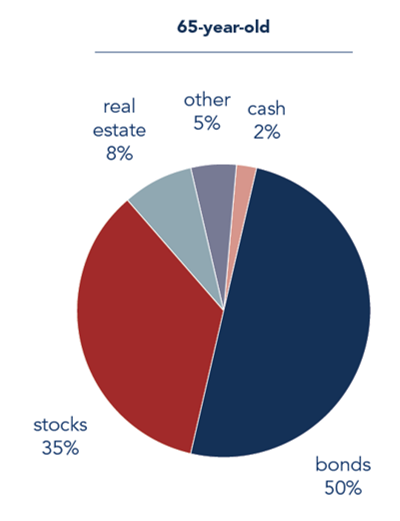 65-year-old
real
estate
8%
other
5%
cash
2%
stocks
35%
bonds
50%